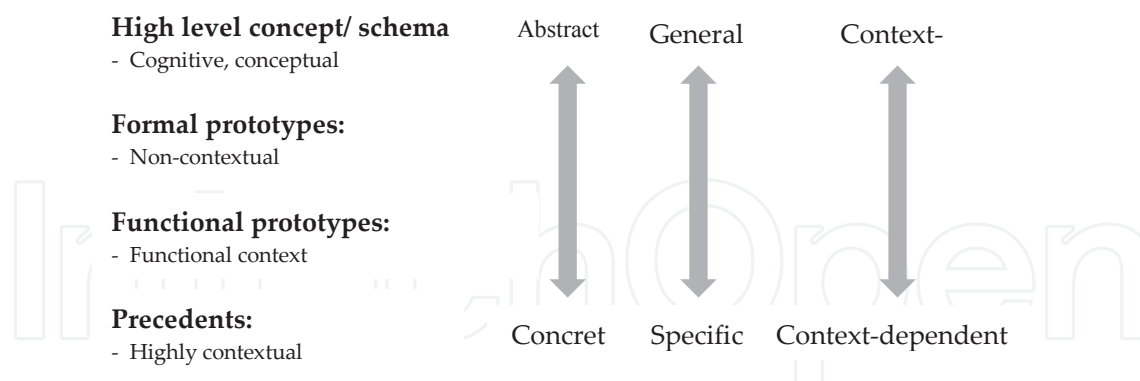 High level concept/ schema Abstract General Context-
- Cognitive, conceptual
Formal prototypes:
- Non-contextual
Functional prototypes:
- Functional context
Precedents:
- Highly contextual
Concret Specific Context-dependent